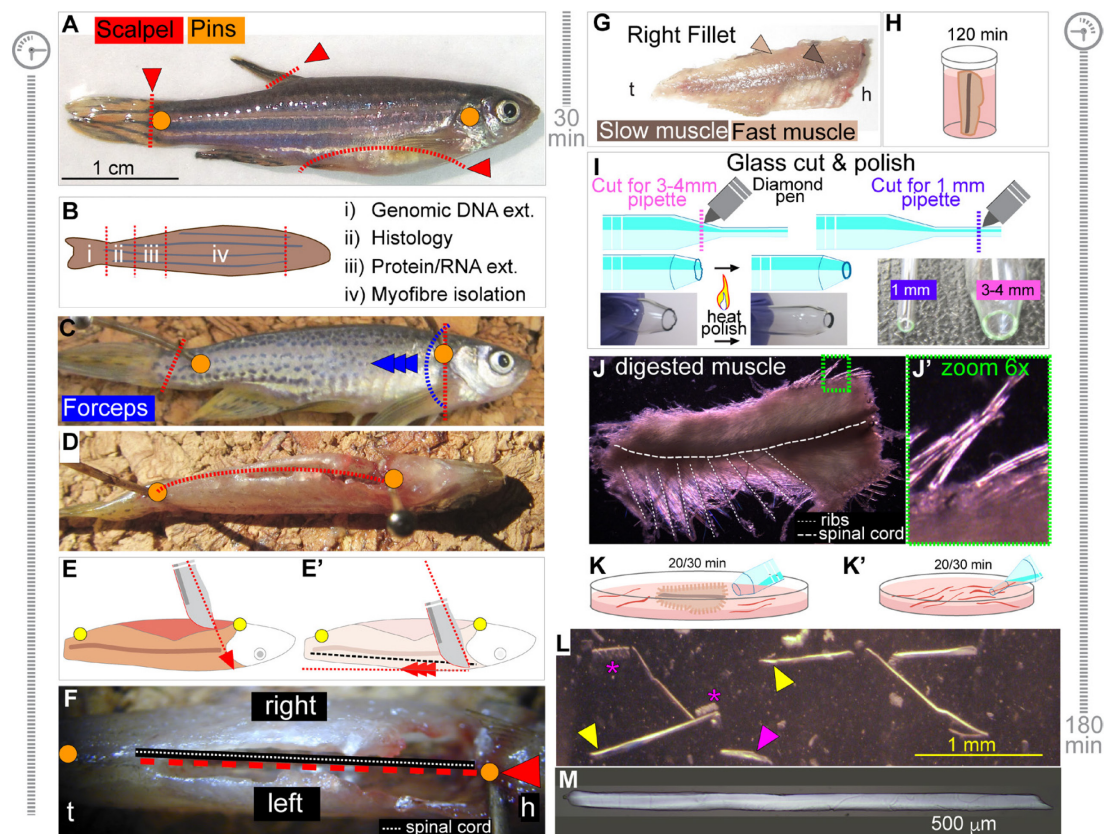 A
Scalpel
Pins
1 cm
B
i
ii
iii
iv
i) Genomic DNA ext.
ii) Histology
iii) Protein/RNA ext.
iv) Myofibre isolation
C
Forceps
D
E
E'
F
right
left
t
h
spinal cord
30
min
G
Right Fillet
t
h
Slow muscle
Fast muscle
H
120 min
I
Glass cut & polish
Cut for 3-4mm
pipette
Diamond
pen
Cut for 1 mm
pipette
heat
polish
1 mm
3-4 mm
J
digested muscle
ribs
spinal cord
J'
zoom 6x
K
20/30 min
K'
20/30 min
L
*
*
1 mm
M
500 µm
180
min